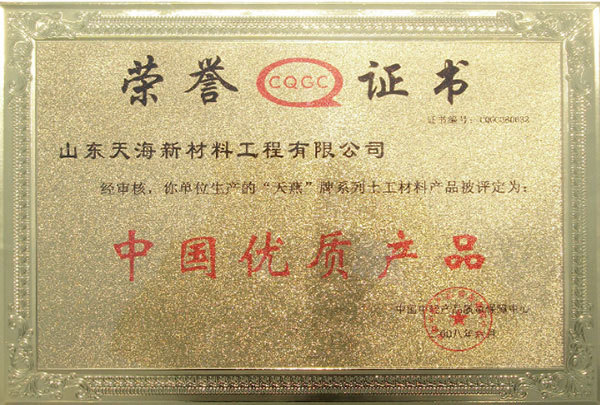 荣誉 CQGC 证书
证书编号：CQGC080632
山东天海新材料工程有限公司
经审核，你单位生产的“天燕”牌系列土工材料产品被评定为：
中国优质产品